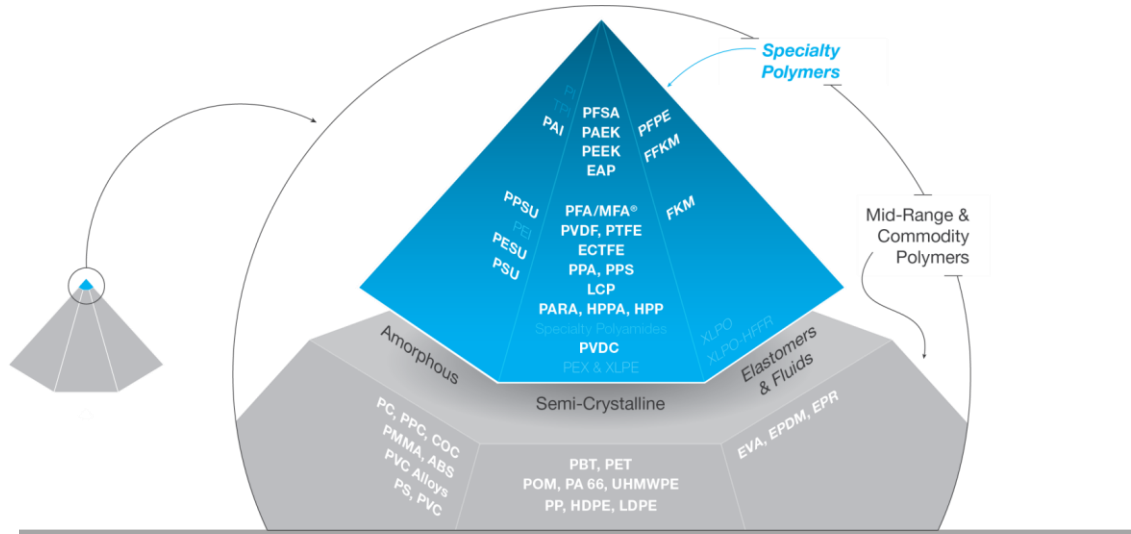 Specialty
Polymers
PI
TPI
PAI
PPSU
PEI
PESU
PSU
PFSA
PAEK
PEEK
EAP
PFA/MFA®
PVDF, PTFE
ECTFE
PPA, PPS
LCP
PARA, HPPA, HPP
Specialty Polyamides
PVDC
PEX & XLPE
PFPE
FFKM
FKM
XLPO
XLPO-HFFR
Mid-Range &
Commodity
Polymers
Amorphous
Semi-Crystalline
Elastomers
& Fluids
PC, PPC, COC
PMMA, ABS
PVC Alloys
PS, PVC
PBT, PET
POM, PA 66, UHMWPE
PP, HDPE, LDPE
EVA, EPDM, EPR